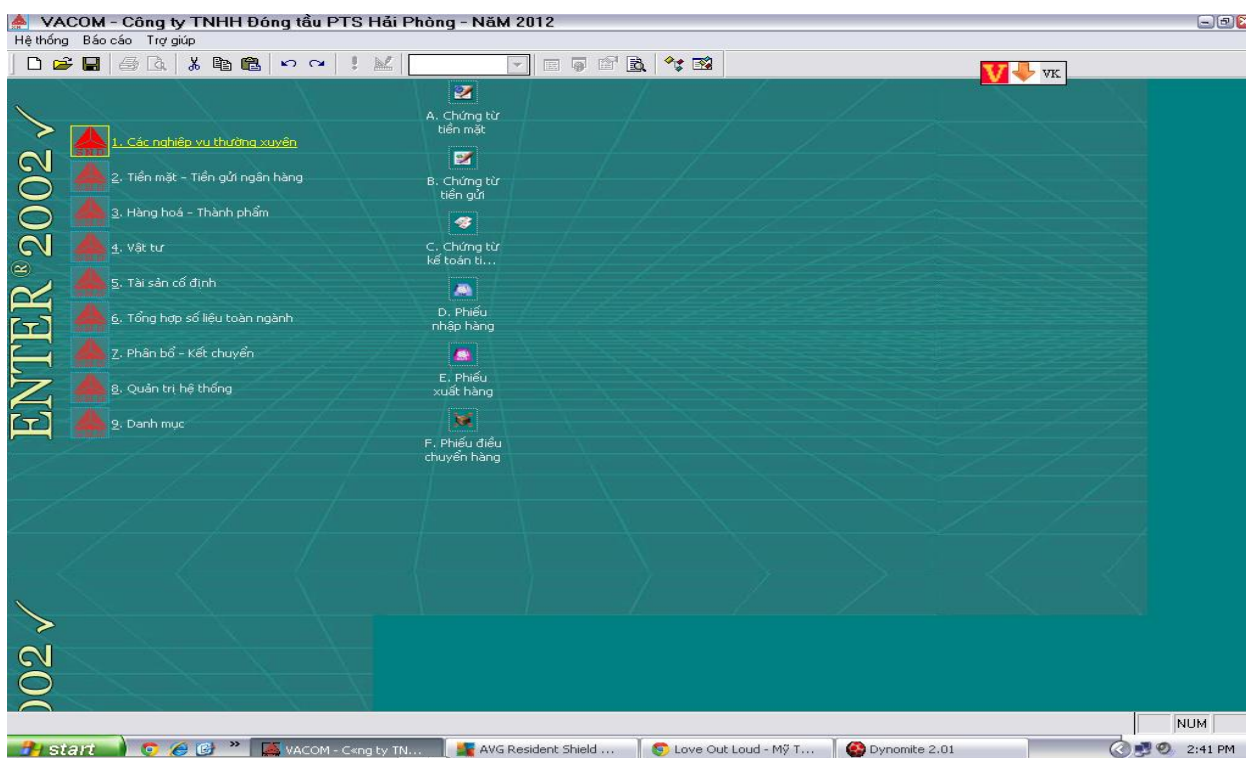 VACOM - Công ty TNHH Đóng tầu PTS Hải Phòng - NăM 2012
Hệ thống Báo cáo Trợ giúp
VK
ENTER ® 2002
1. Các nghiệp vụ thường xuyên
2. Tiền mặt - Tiền gửi ngân hàng
3. Hàng hoá - Thành phẩm
4. Vật tư
5. Tài sản cố định
6. Tổng hợp số liệu toàn ngành
7. Phân bổ - Kết chuyển
8. Quản trị hệ thống
9. Danh mục
A. Chứng từ
tiền mặt
B. Chứng từ
tiền gửi
C. Chứng từ
kế toán ti...
D. Phiếu
nhập hàng
E. Phiếu
xuất hàng
F. Phiếu điều
chuyển hàng
002
NUM
start
VACOM - C«ng ty TN...
AVG Resident Shield ...
Love Out Loud - Mỹ T...
Dynomite 2.01
2:41 PM